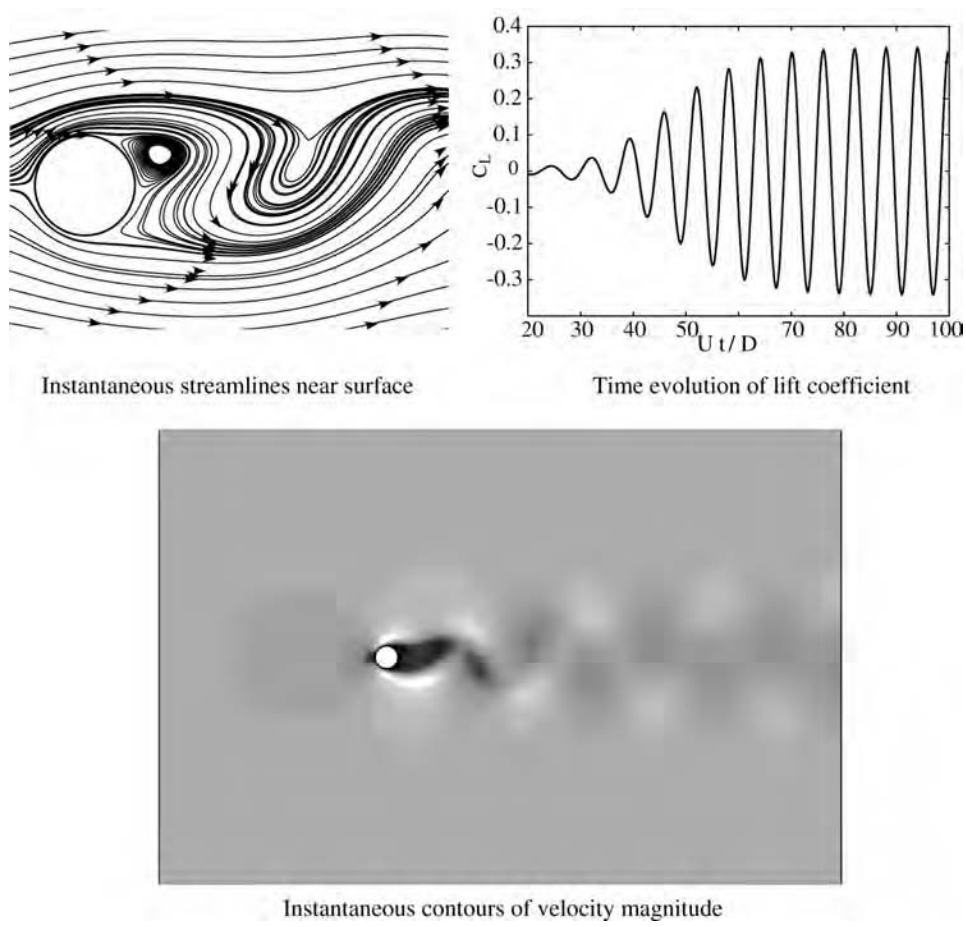 0.4
0.3
0.2
0.1
0
-0.1
-0.2
-0.3
C_L
20 30 40 50 60 70 80 90 100
U t / D
Instantaneous streamlines near surface
Time evolution of lift coefficient
Instantaneous contours of velocity magnitude